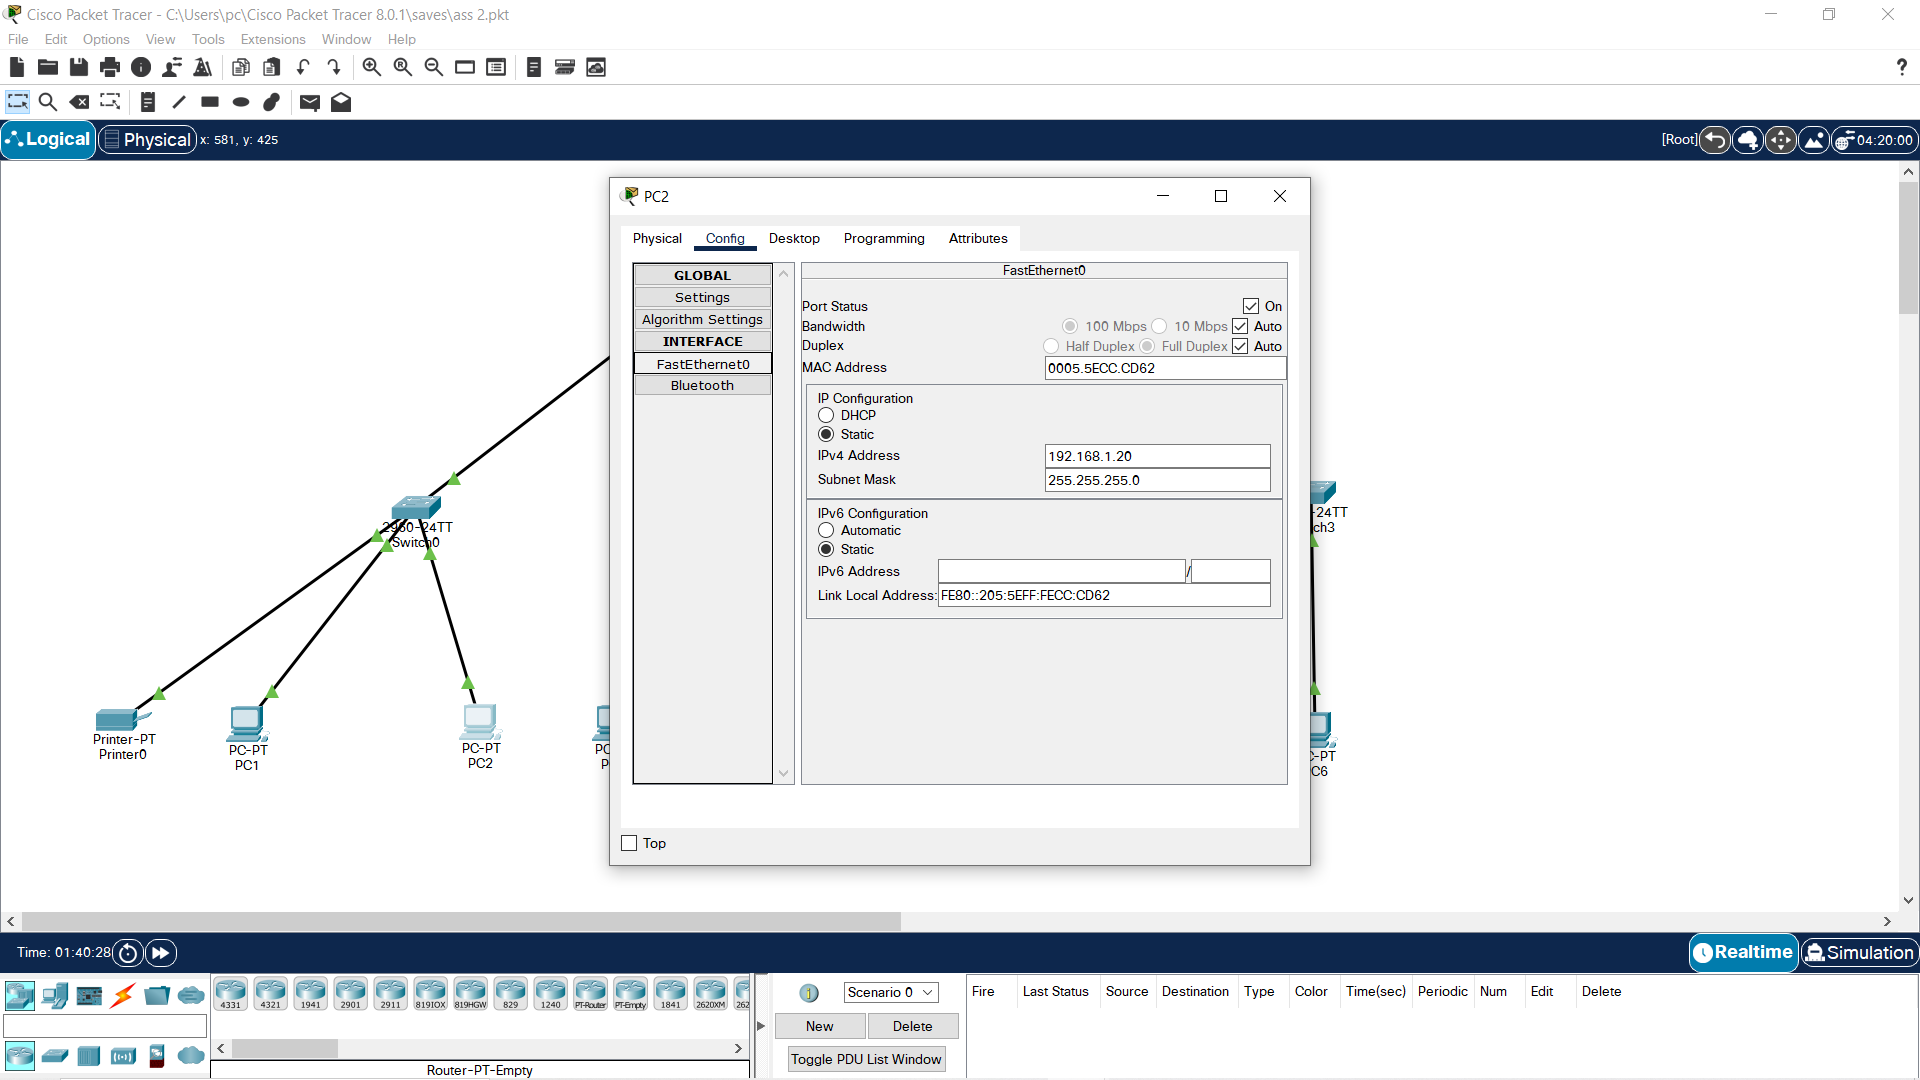 Cisco Packet Tracer - C:\Users\pc\Cisco Packet Tracer 8.0.1\saves\ass 2.pkt
File Edit Options View Tools Extensions Window Help
?
Logical Physical x: 581, y: 425
[Root] 04:20:00
PC2
Physical Config Desktop Programming Attributes
GLOBAL
Settings
Algorithm Settings
INTERFACE
FastEthernet0
Bluetooth
FastEthernet0
Port Status On
Bandwidth 100 Mbps 10 Mbps Auto
Duplex Half Duplex Full Duplex Auto
MAC Address 0005.5ECC.CD62
IP Configuration
DHCP
Static
IPv4 Address 192.168.1.20
Subnet Mask 255.255.255.0
IPv6 Configuration
Automatic
Static
IPv6 Address /
Link Local Address: FE80::205:5EFF:FECC:CD62
Top
2960-24TT
Switch0
Printer-PT
Printer0
PC-PT
PC1
PC-PT
PC2
PC
P
-24TT
ch3
C-PT
C6
Time: 01:40:28
Realtime Simulation
4331 4321 1941 2901 2911 819IOX 819HGW 829 1240 PT-Router PT-Empty 1841 2620XM 262
Router-PT-Empty
Scenario 0
New Delete
Toggle PDU List Window
Fire Last Status Source Destination Type Color Time(sec) Periodic Num Edit Delete